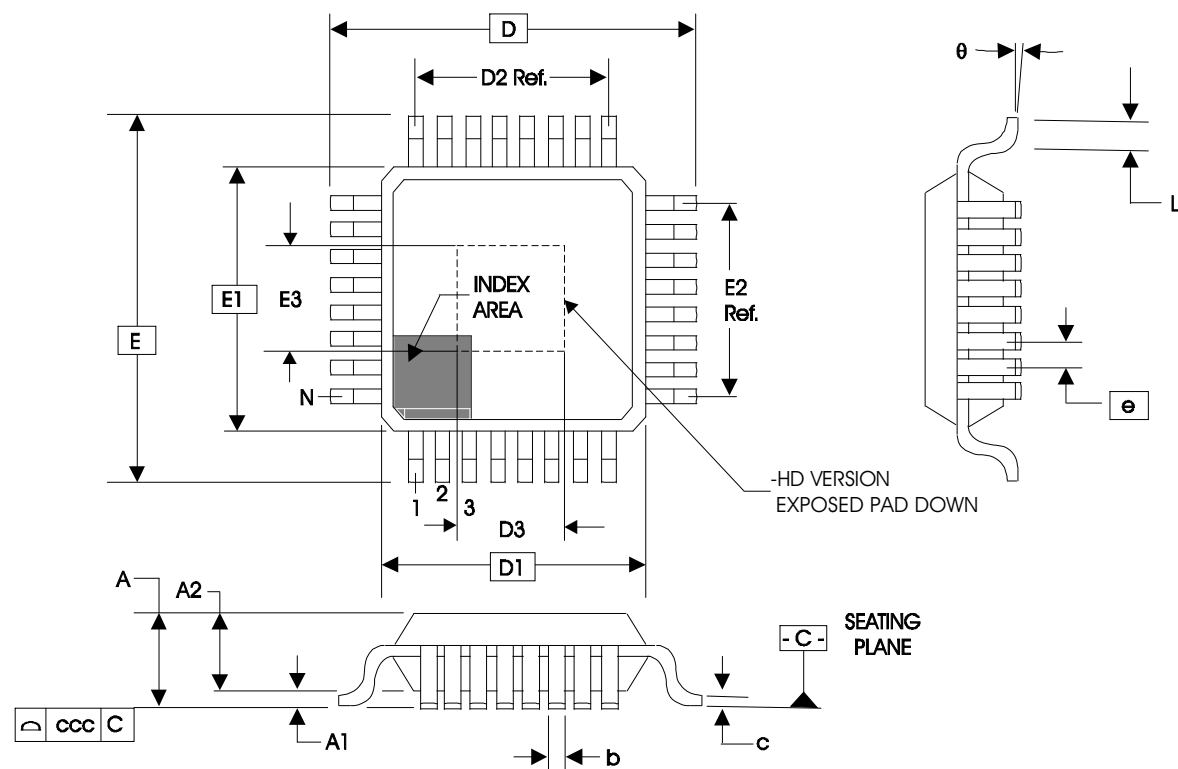 D
θ
D2 Ref.
L
E1
E3
INDEX
AREA
E2
Ref.
E
N
e
1
2
3
-HD VERSION
EXPOSED PAD DOWN
D3
D1
A
A2
SEATING
PLANE
- C -
ccc C
A1
b
c